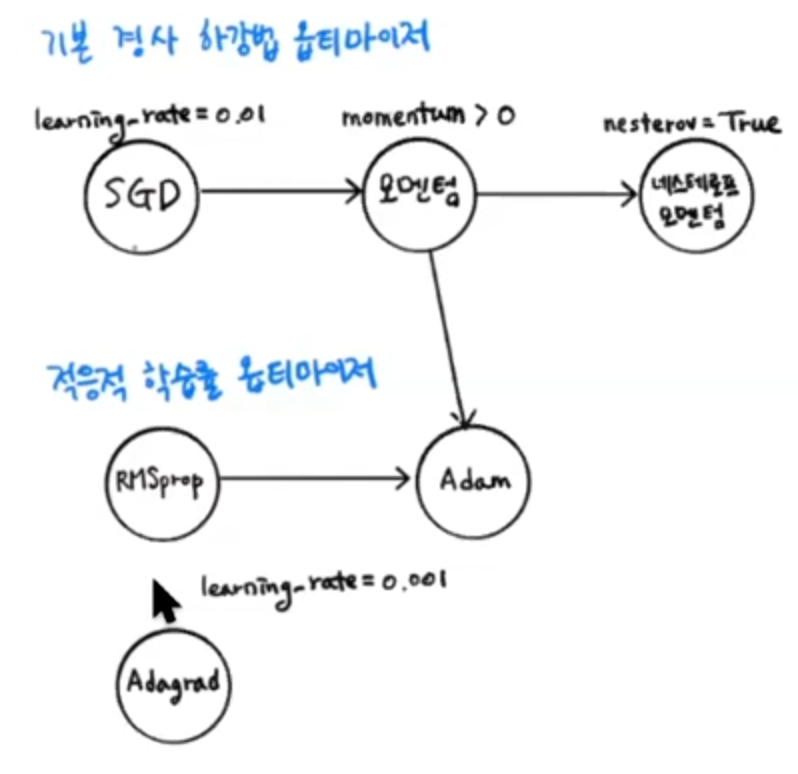 기본 경사 하강법 옵티마이저
learning_rate = 0.01
momentum > 0
nesterov = True
SGD
모멘텀
네스테로프
모멘텀
적응적 학습률 옵티마이저
RMSprop
Adam
learning_rate = 0.001
Adagrad